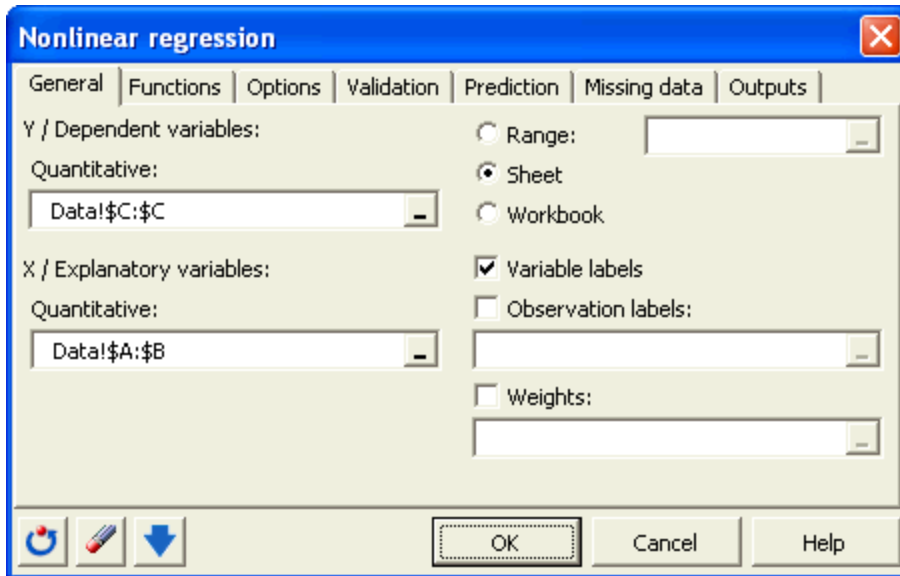 Nonlinear regression
General Functions Options Validation Prediction Missing data Outputs
Y / Dependent variables:
Quantitative:
Data!$C:$C
X / Explanatory variables:
Quantitative:
Data!$A:$B
Range:
Sheet
Workbook
Variable labels
Observation labels:
Weights:
OK Cancel Help